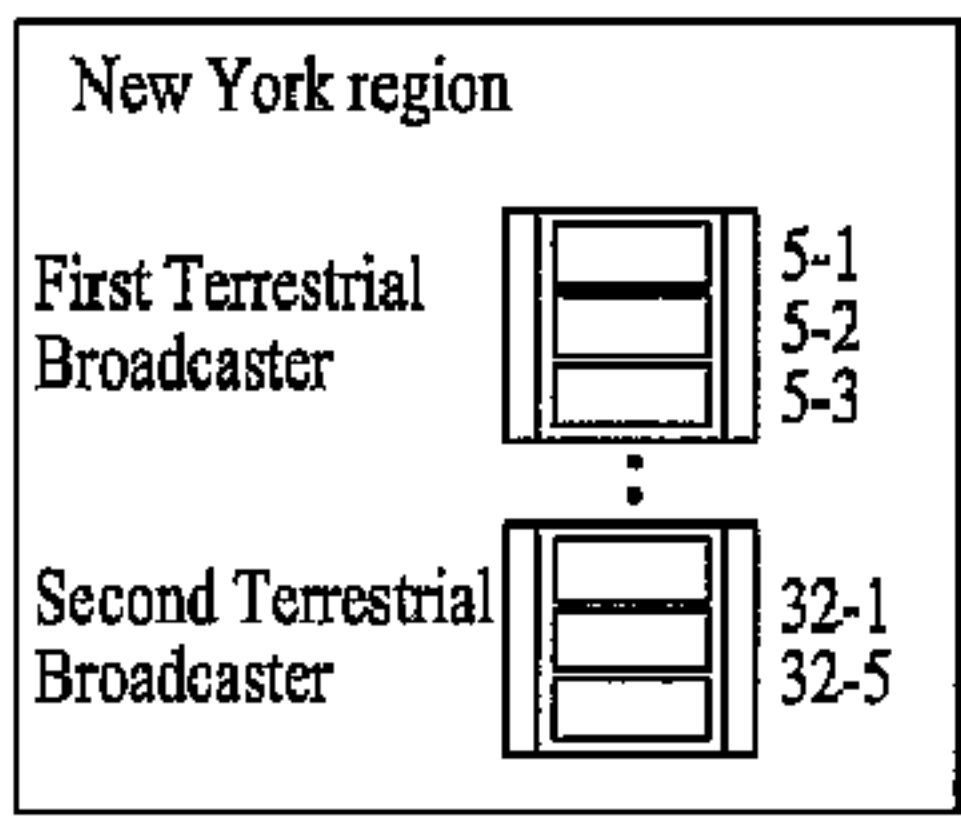 New York region
First Terrestrial
Broadcaster
5-1
5-2
5-3
Second Terrestrial
Broadcaster
32-1
32-5